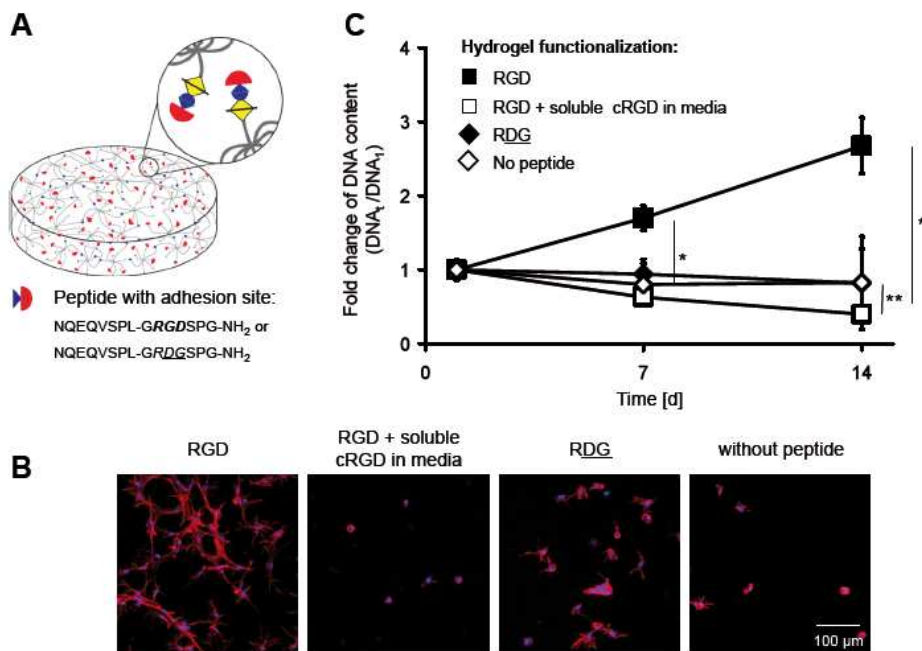 A
Peptide with adhesion site:
NQEQVSPL-GRGDSPG-NH2 or
NQEQVSPL-GRDGSPG-NH2
C
Hydrogel functionalization:
RGD
RGD + soluble cRGD in media
RDG
No peptide
Fold change of DNA content
(DNAt /DNA1)
4
3
2
1
0
0
7
14
Time [d]
*
*
**
B
RGD
RGD + soluble
cRGD in media
RDG
without peptide
100 µm